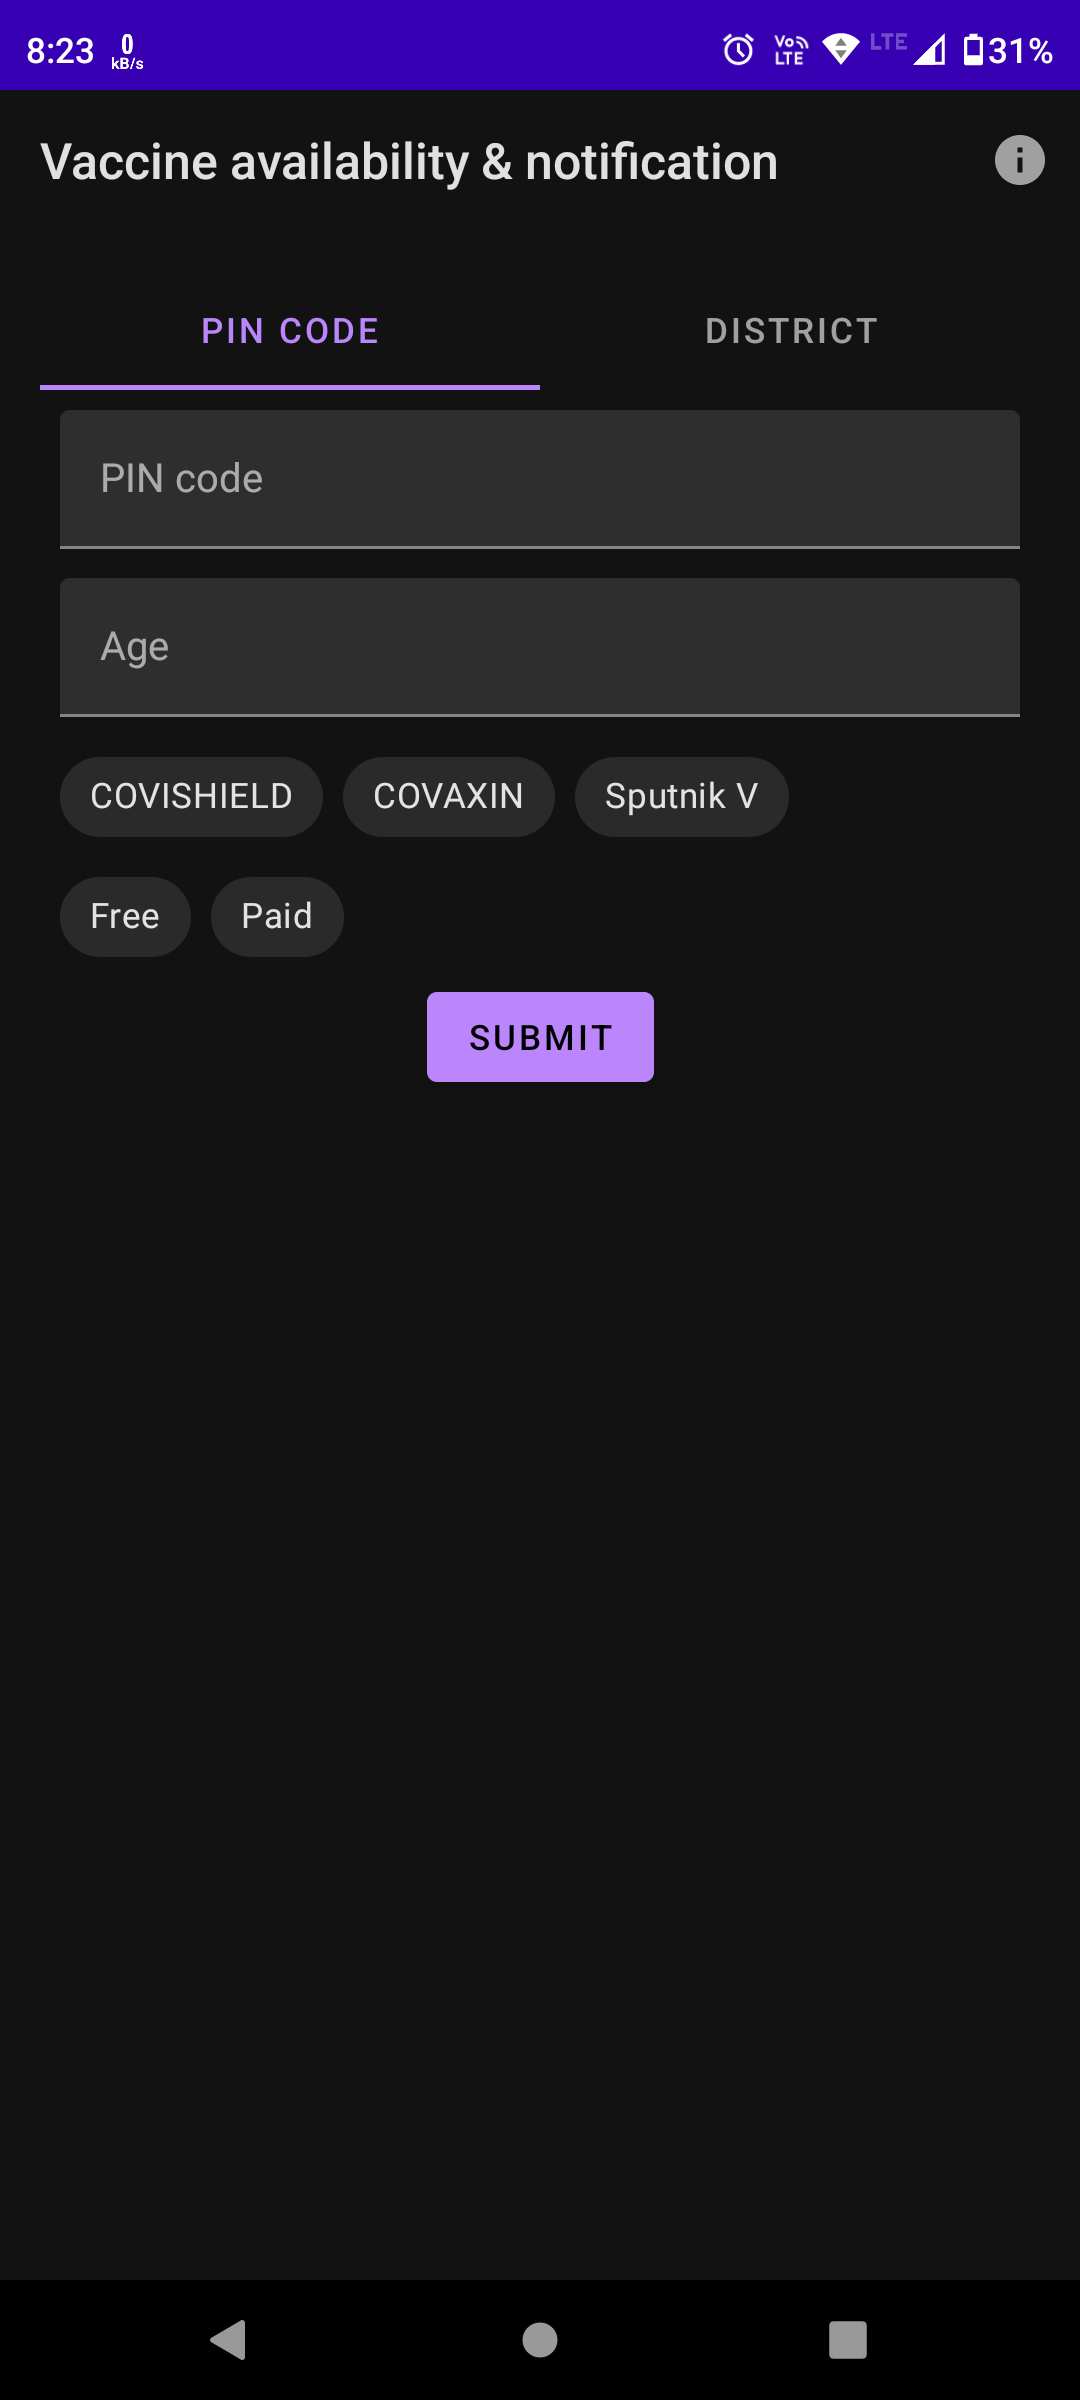 8:23 0 kB/s Vo LTE LTE 31%
Vaccine availability & notification
PIN CODE DISTRICT
PIN code
Age
COVISHIELD COVAXIN Sputnik V
Free Paid
SUBMIT